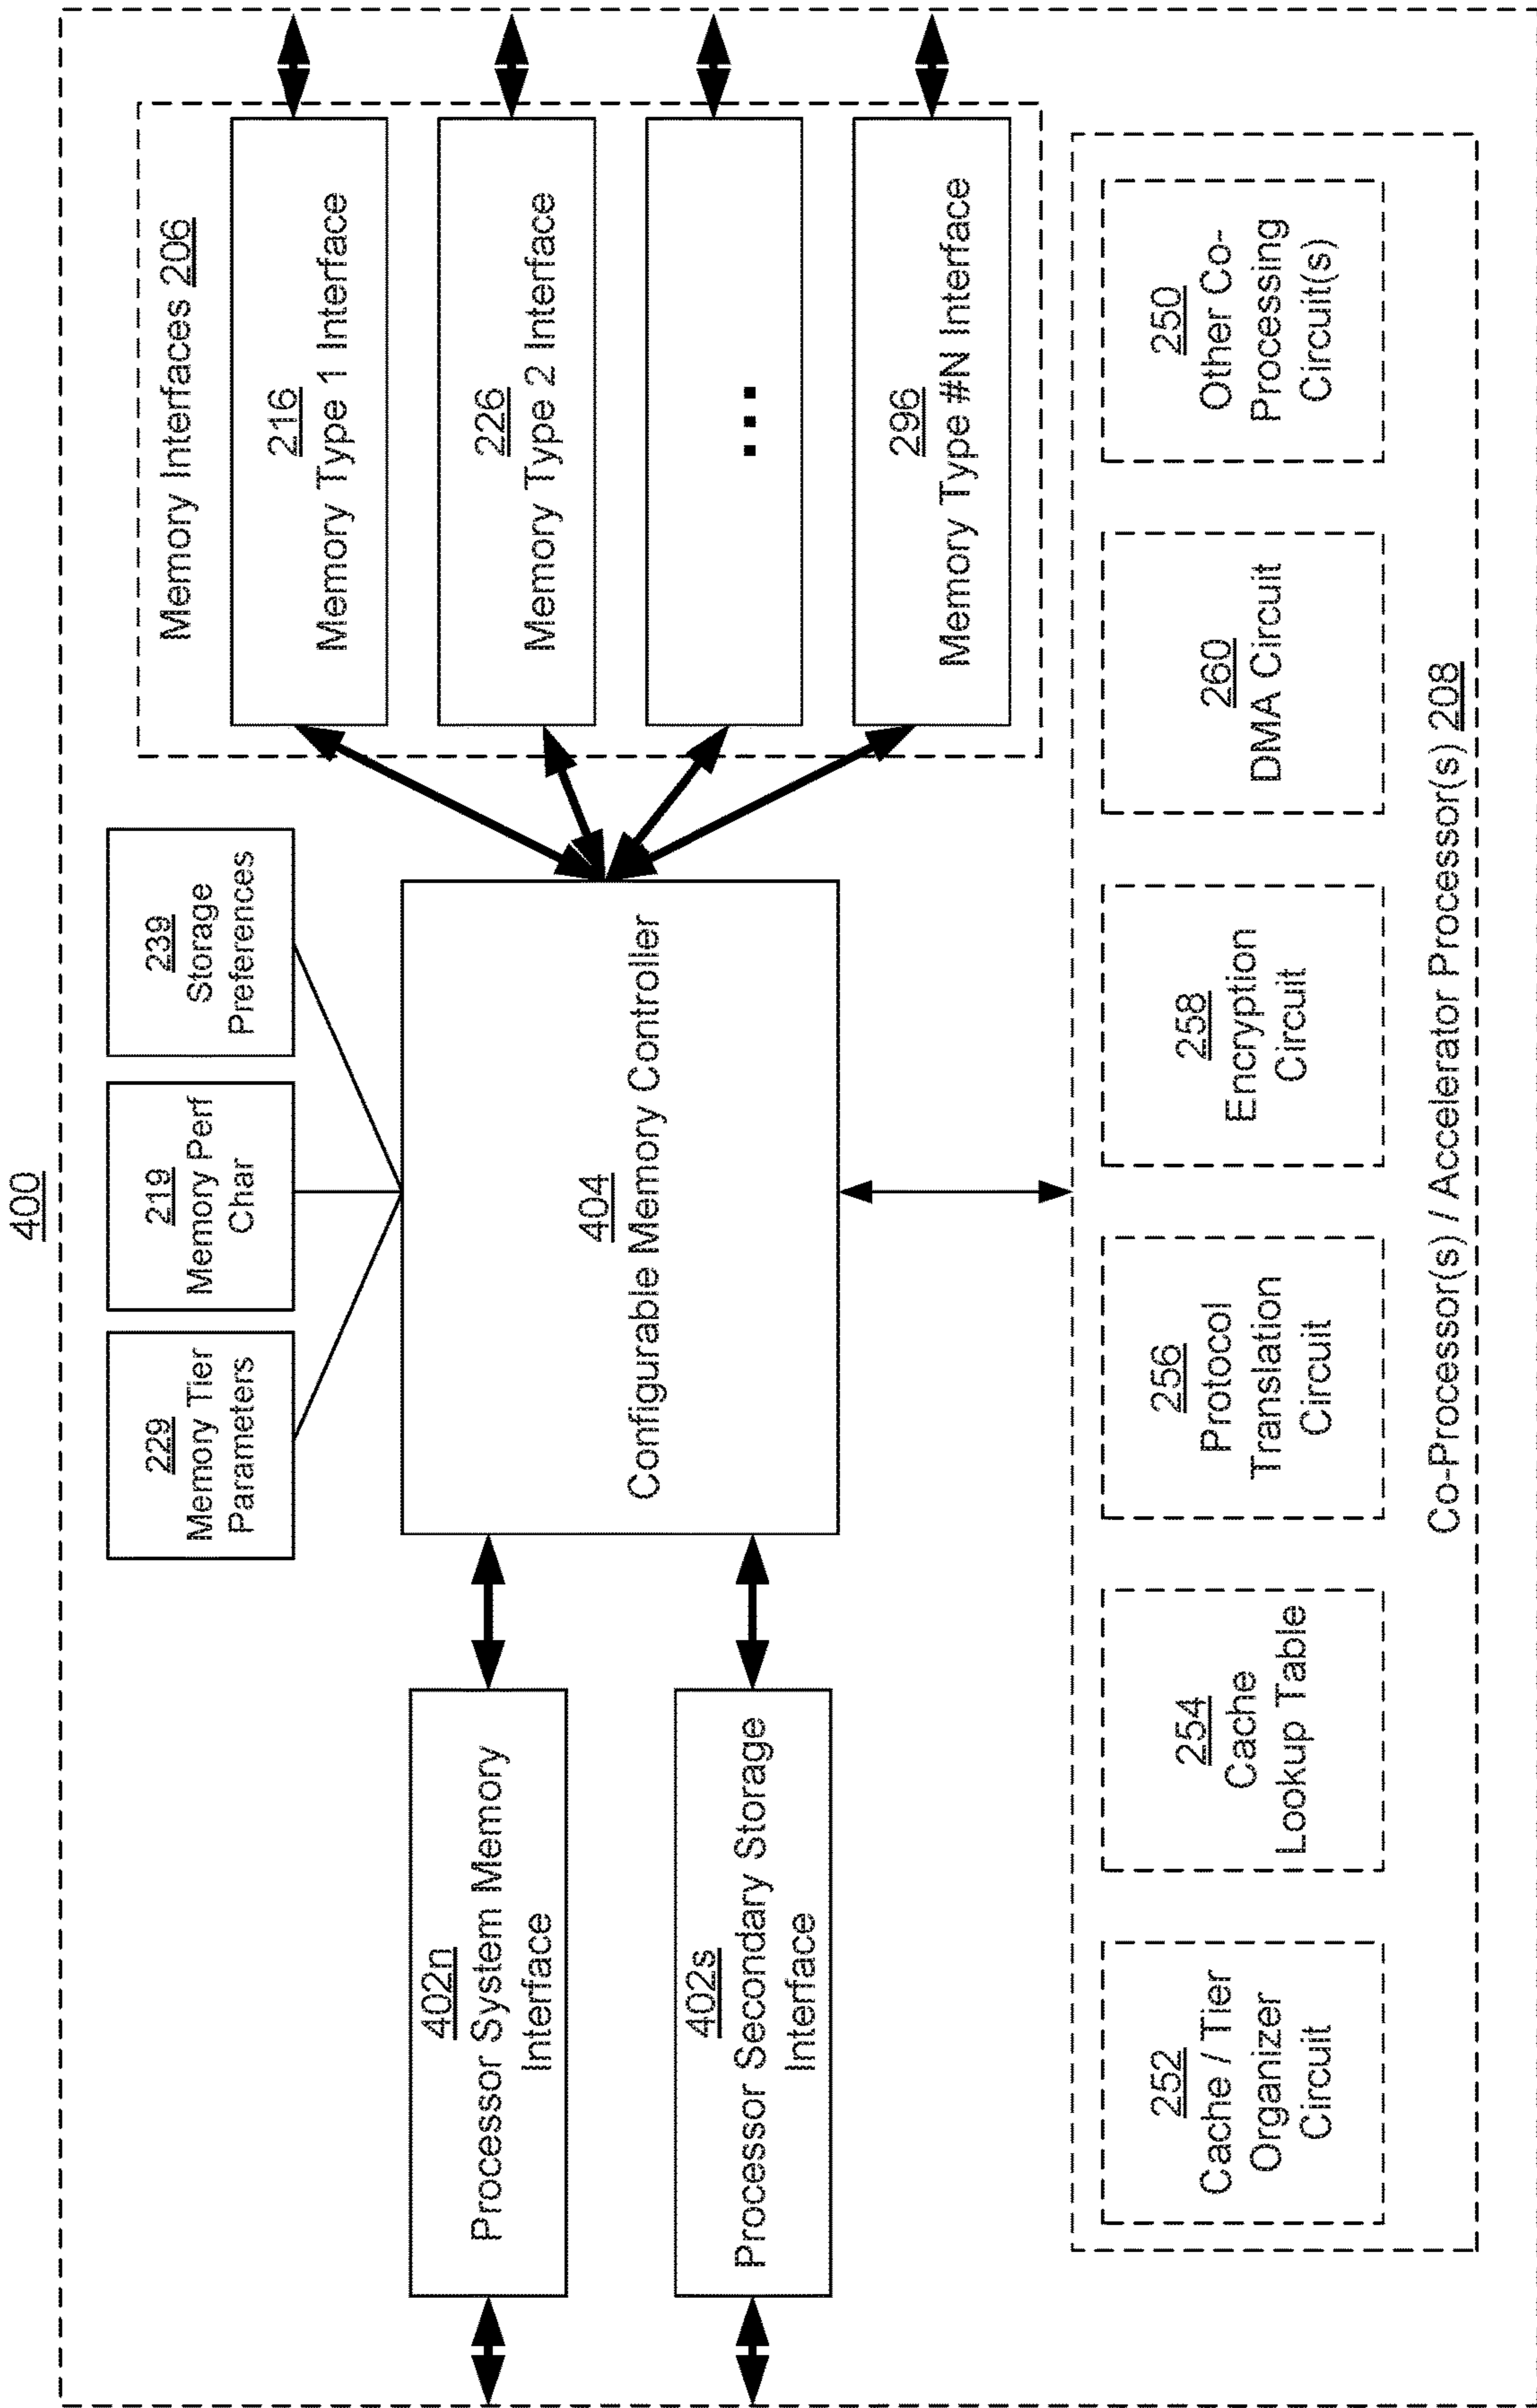 400
229
Memory Tier
Parameters
219
Memory Perf
Char
239
Storage
Preferences
Memory Interfaces 206
402n
Processor System Memory
Interface
402s
Processor Secondary Storage
Interface
404
Configurable Memory Controller
216
Memory Type 1 Interface
226
Memory Type 2 Interface
...
296
Memory Type #N Interface
252
Cache / Tier
Organizer
Circuit
254
Cache
Lookup Table
256
Protocol
Translation
Circuit
258
Encryption
Circuit
260
DMA Circuit
250
Other Co-
Processing
Circuit(s)
Co-Processor(s) / Accelerator Processor(s) 208